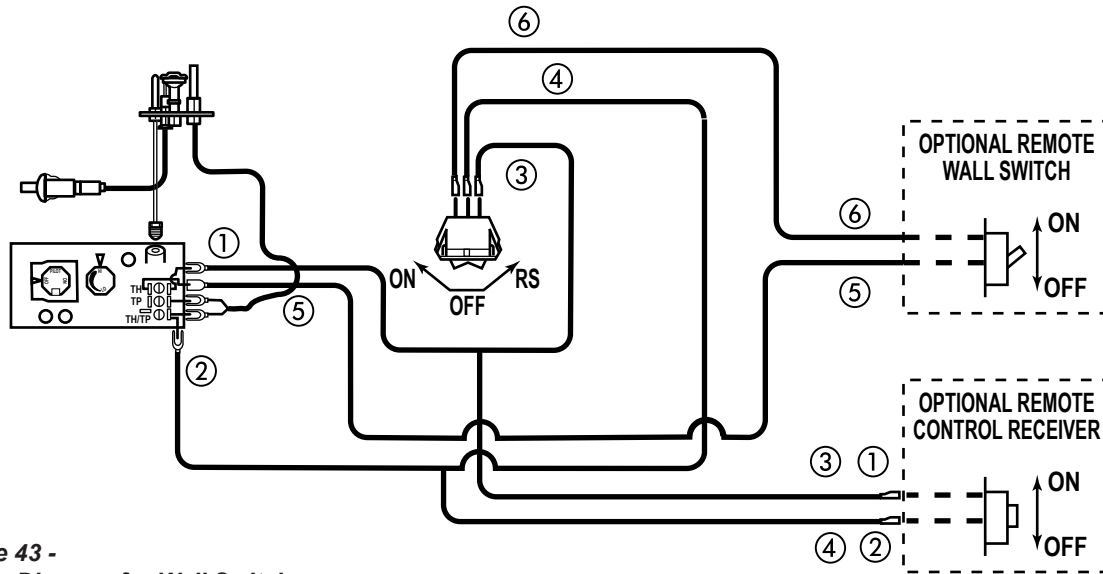 ⑥
④
③
OPTIONAL REMOTE
WALL SWITCH
⑥
ON
OFF
⑤
①
ON
OFF
RS
TH
TP
TH/TP
⑤
②
OPTIONAL REMOTE
CONTROL RECEIVER
③ ①
ON
OFF
④ ②
e 43 -